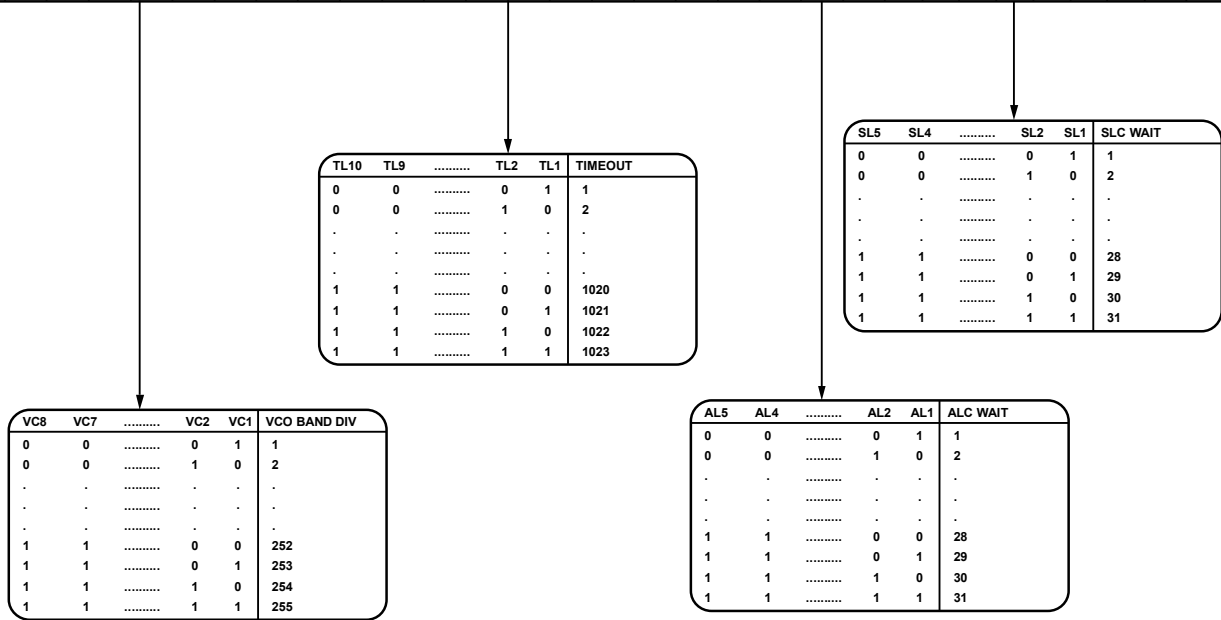 SL5 SL4 .......... SL2 SL1 SLC WAIT
0 0 .......... 0 1 1
0 0 .......... 1 0 2
. . .......... . . .
. . .......... . . .
. . .......... . . .
1 1 .......... 0 0 28
1 1 .......... 0 1 29
1 1 .......... 1 0 30
1 1 .......... 1 1 31
TL10 TL9 .......... TL2 TL1 TIMEOUT
0 0 .......... 0 1 1
0 0 .......... 1 0 2
. . .......... . . .
. . .......... . . .
. . .......... . . .
1 1 .......... 0 0 1020
1 1 .......... 0 1 1021
1 1 .......... 1 0 1022
1 1 .......... 1 1 1023
VC8 VC7 .......... VC2 VC1 VCO BAND DIV
0 0 .......... 0 1 1
0 0 .......... 1 0 2
. . .......... . . .
. . .......... . . .
. . .......... . . .
1 1 .......... 0 0 252
1 1 .......... 0 1 253
1 1 .......... 1 0 254
1 1 .......... 1 1 255
AL5 AL4 .......... AL2 AL1 ALC WAIT
0 0 .......... 0 1 1
0 0 .......... 1 0 2
. . .......... . . .
. . .......... . . .
. . .......... . . .
1 1 .......... 0 0 28
1 1 .......... 0 1 29
1 1 .......... 1 0 30
1 1 .......... 1 1 31